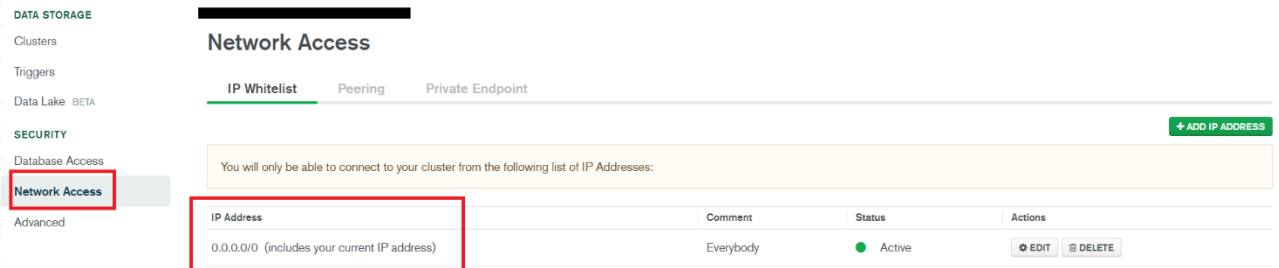 DATA STORAGE
Clusters
Triggers
Data Lake BETA
SECURITY
Database Access
Network Access
Advanced
Network Access
IP Whitelist Peering Private Endpoint
+ ADD IP ADDRESS
You will only be able to connect to your cluster from the following list of IP Addresses:
IP Address Comment Status Actions
0.0.0.0/0 (includes your current IP address) Everybody Active EDIT DELETE